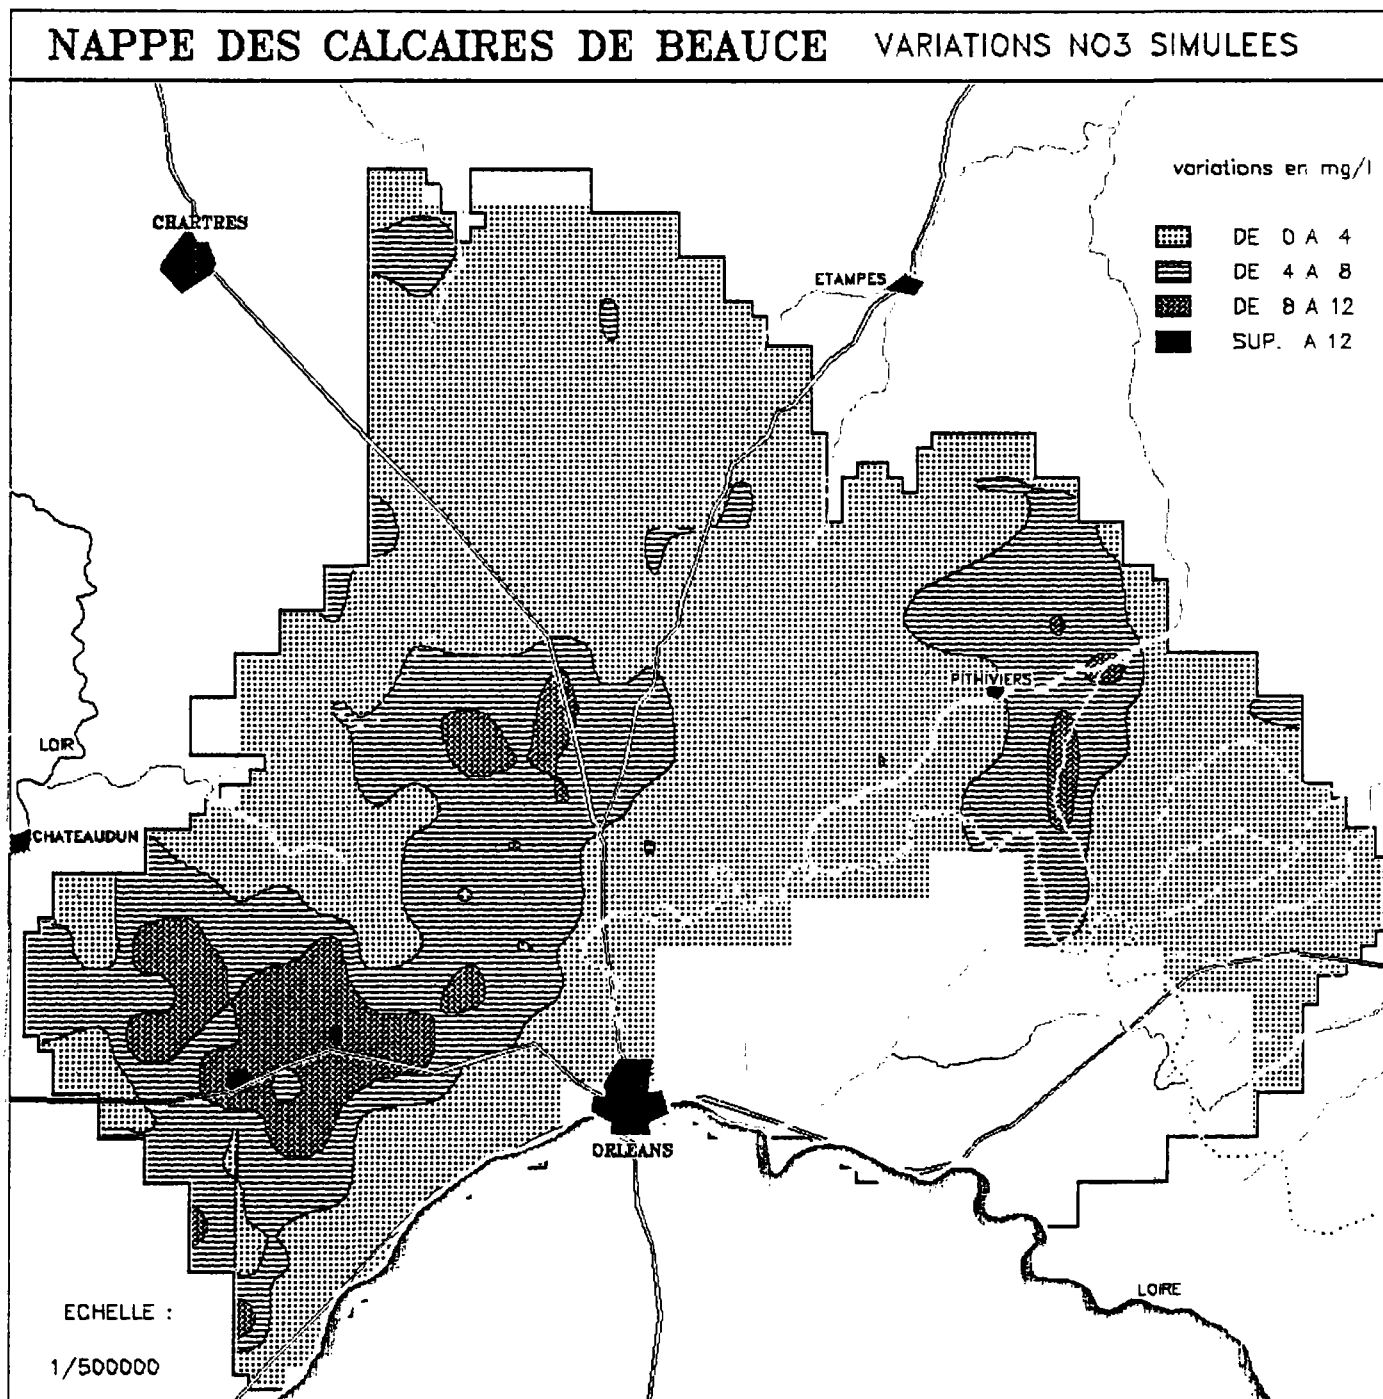 NAPPE DES CALCAIRES DE BEAUCE VARIATIONS NO3 SIMULEES
variations en mg/l
DE 0 A 4
DE 4 A 8
DE 8 A 12
SUP. A 12
CHARTRES
ETAMPES
PITHIVIERS
LOIR
CHATEAUDUN
ORLEANS
LOIRE
ECHELLE :
1/500000